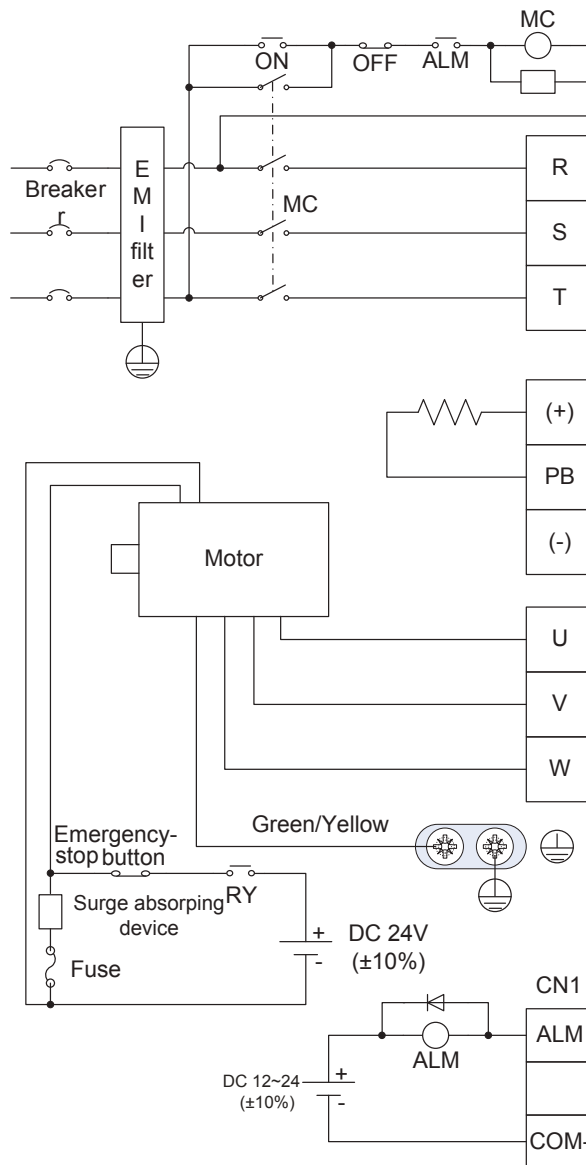 MC
ON
OFF
ALM
Breaker
r
E
M
I
filt
er
MC
R
S
T
(+)
PB
(-)
Motor
U
V
W
Green/Yellow
Emergency-
stop button
RY
Surge absorping
device
Fuse
+
-
DC 24V
(±10%)
CN1
ALM
ALM
DC 12~24
(±10%)
+
-
COM-